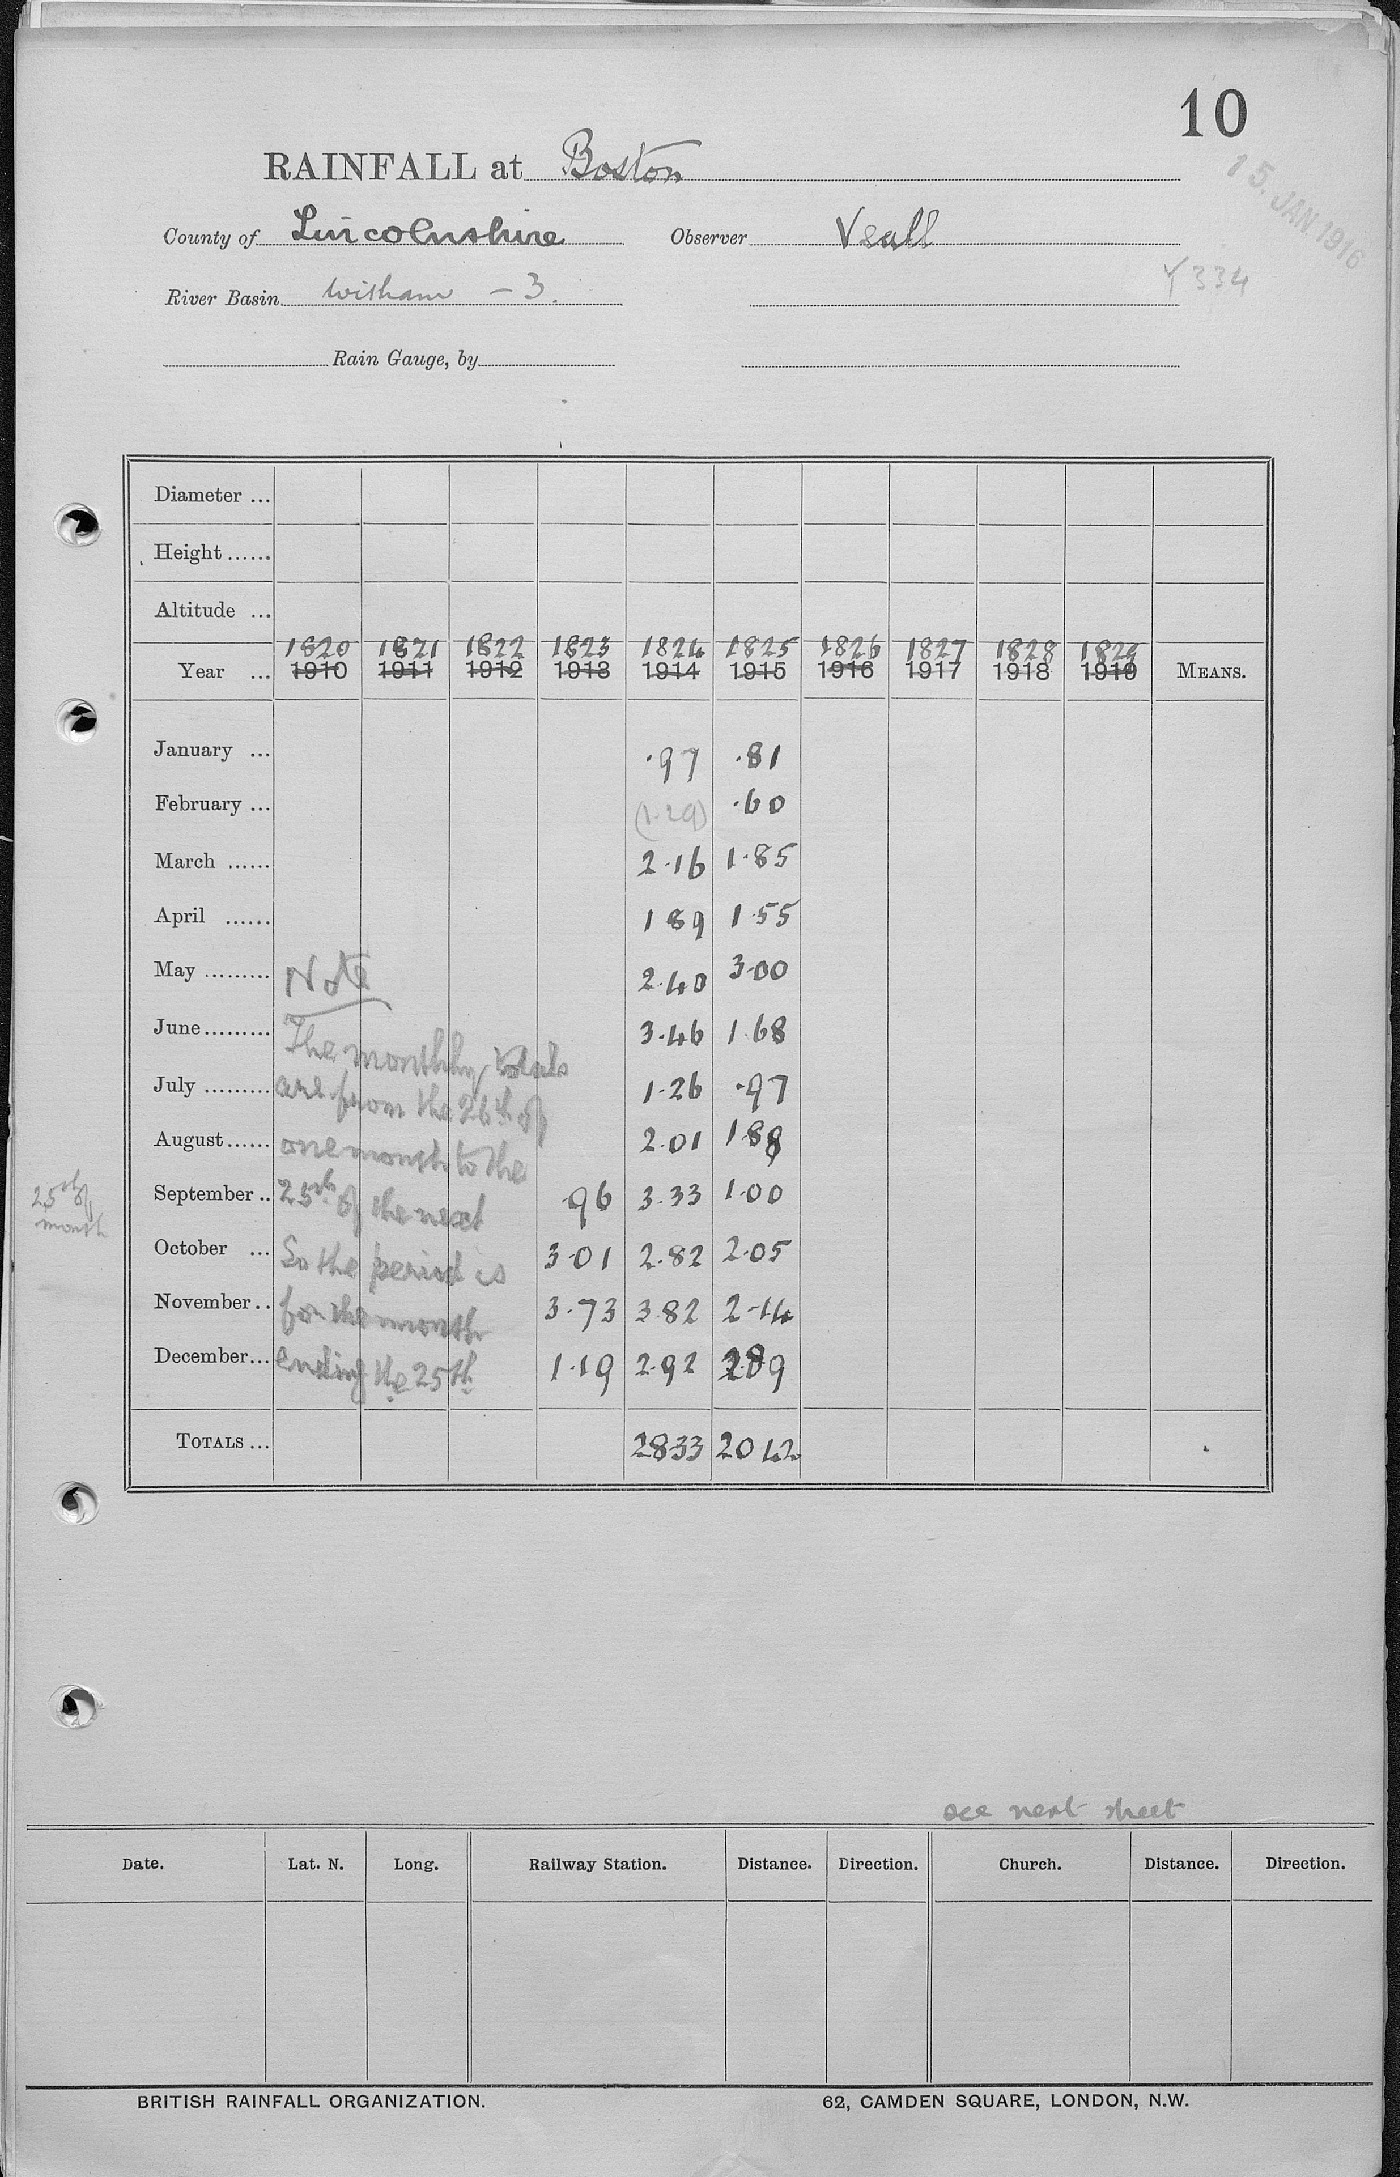 10
RAINFALL at Boston
15. JAN 1916
County of Lincolnshire Observer Veall
334
River Basin Witham - 3.
Rain Gauge, by
Diameter ...
Height ......
Altitude ...
1820 1821 1822 1823 1824 1825 1826 1827 1828 1829
Year ... 1910 1911 1912 1913 1914 1915 1916 1917 1918 1919 MEANS.
January ... .97 .81
February ... (1.29) .60
March ...... 2.16 1.85
April ...... 1 89 1.55
May ......... 2.40 3.00
June ......... 3.46 1.68
July ......... 1.26 .97
August ...... 2.01 1.88
September .. .96 3.33 1.00
October ... 3.01 2.82 2.05
November .. 3.73 3.82 2.14
December ... 1.19 2.92 2.89
TOTALS ... 28.33 20 42
Note
The monthly totals
are from the 26th of
one month to the
25th of the next
So the period is
for the month
ending the 25th
25th of
month
see next sheet
Date. Lat. N. Long. Railway Station. Distance. Direction. Church. Distance. Direction.
BRITISH RAINFALL ORGANIZATION. 62, CAMDEN SQUARE, LONDON, N.W.